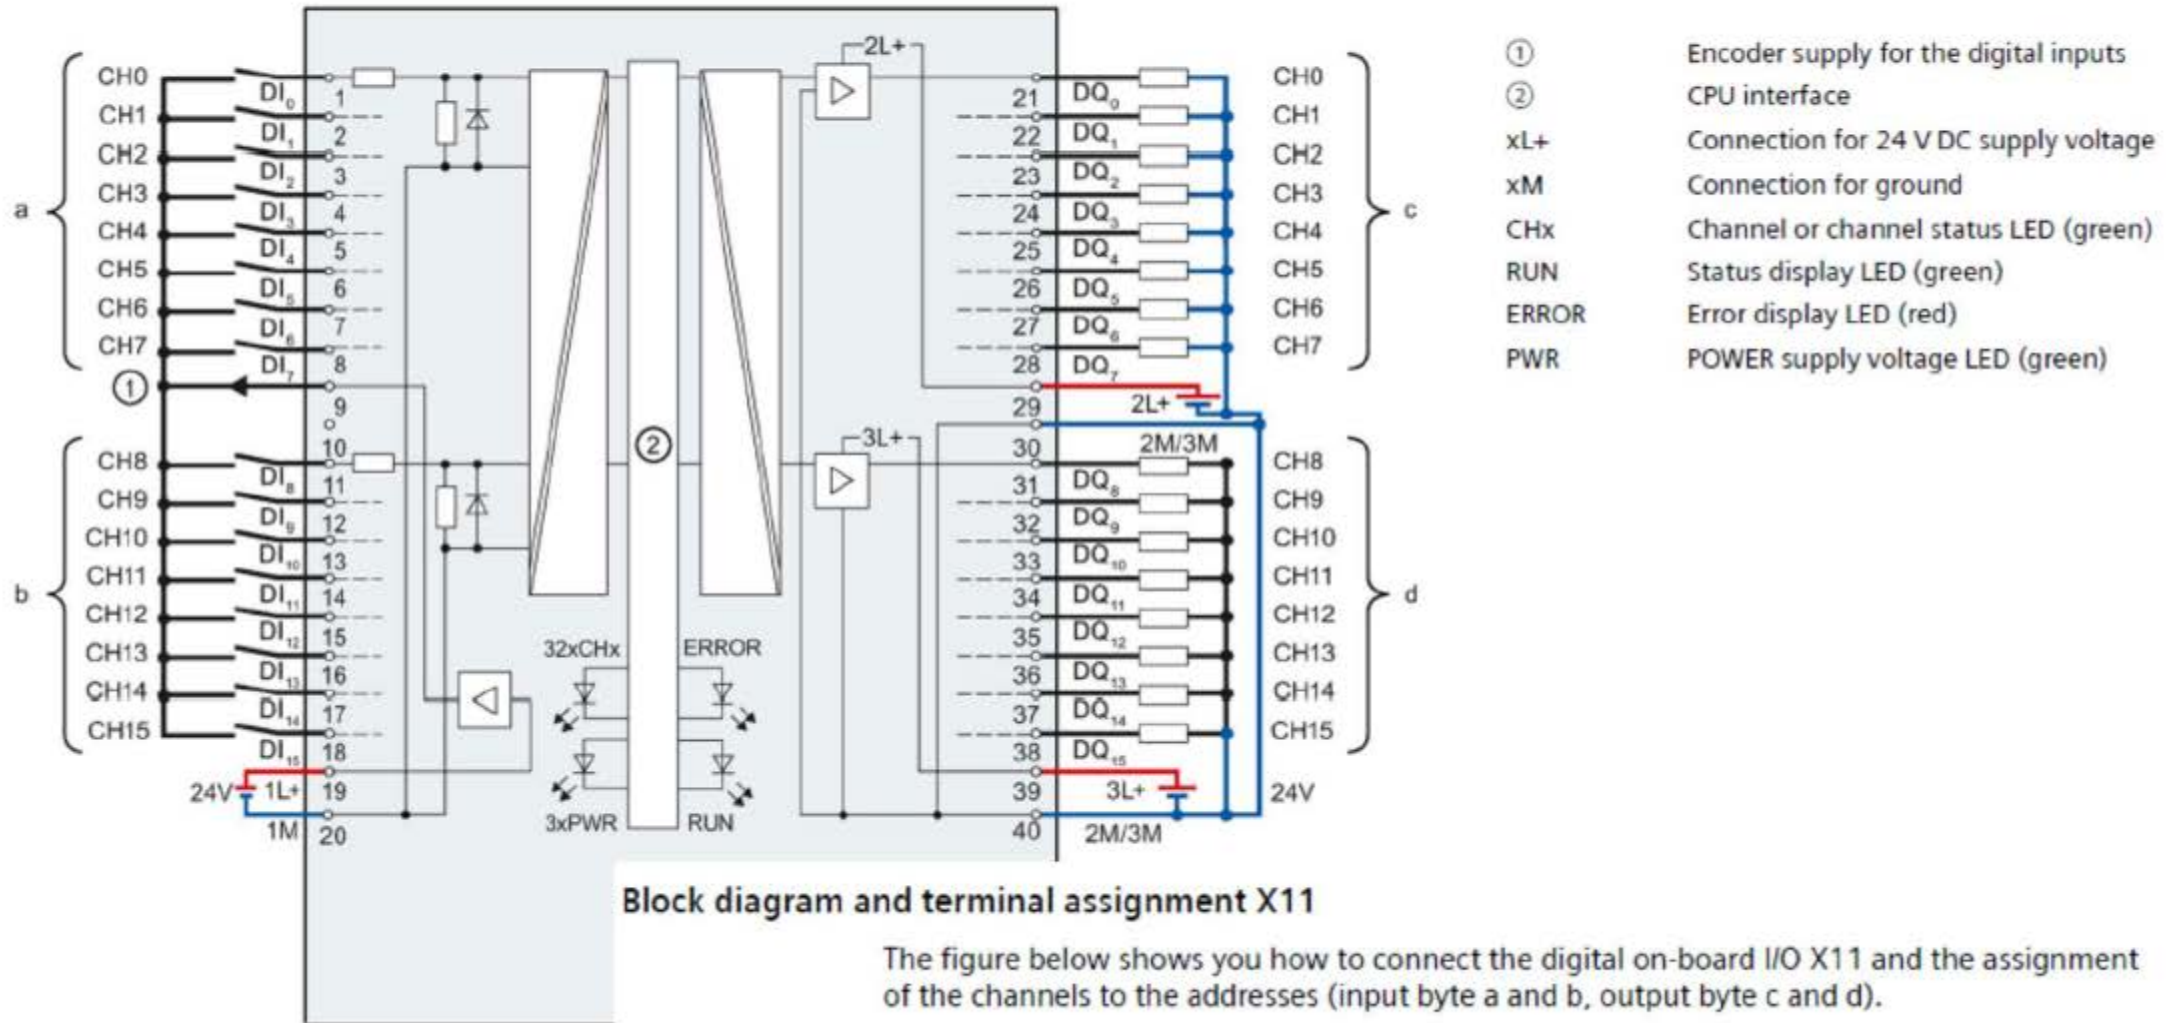 CH0
CH1
CH2
CH3
CH4
CH5
CH6
CH7
a
①
CH8
CH9
CH10
CH11
CH12
CH13
CH14
CH15
b
24V
1L+
1M
DI0
DI1
DI2
DI3
DI4
DI5
DI6
DI7
DI8
DI9
DI10
DI11
DI12
DI13
DI14
DI15
1
2
3
4
5
6
7
8
9
10
11
12
13
14
15
16
17
18
19
20
2L+
3L+
②
32xCHx
ERROR
3xPWR
RUN
21
22
23
24
25
26
27
28
29
30
31
32
33
34
35
36
37
38
39
40
DQ0
DQ1
DQ2
DQ3
DQ4
DQ5
DQ6
DQ7
2L+
2M/3M
DQ8
DQ9
DQ10
DQ11
DQ12
DQ13
DQ14
DQ15
3L+
24V
2M/3M
CH0
CH1
CH2
CH3
CH4
CH5
CH6
CH7
c
CH8
CH9
CH10
CH11
CH12
CH13
CH14
CH15
d
① Encoder supply for the digital inputs
② CPU interface
xL+ Connection for 24 V DC supply voltage
xM Connection for ground
CHx Channel or channel status LED (green)
RUN Status display LED (green)
ERROR Error display LED (red)
PWR POWER supply voltage LED (green)
Block diagram and terminal assignment X11
The figure below shows you how to connect the digital on-board I/O X11 and the assignment
of the channels to the addresses (input byte a and b, output byte c and d).